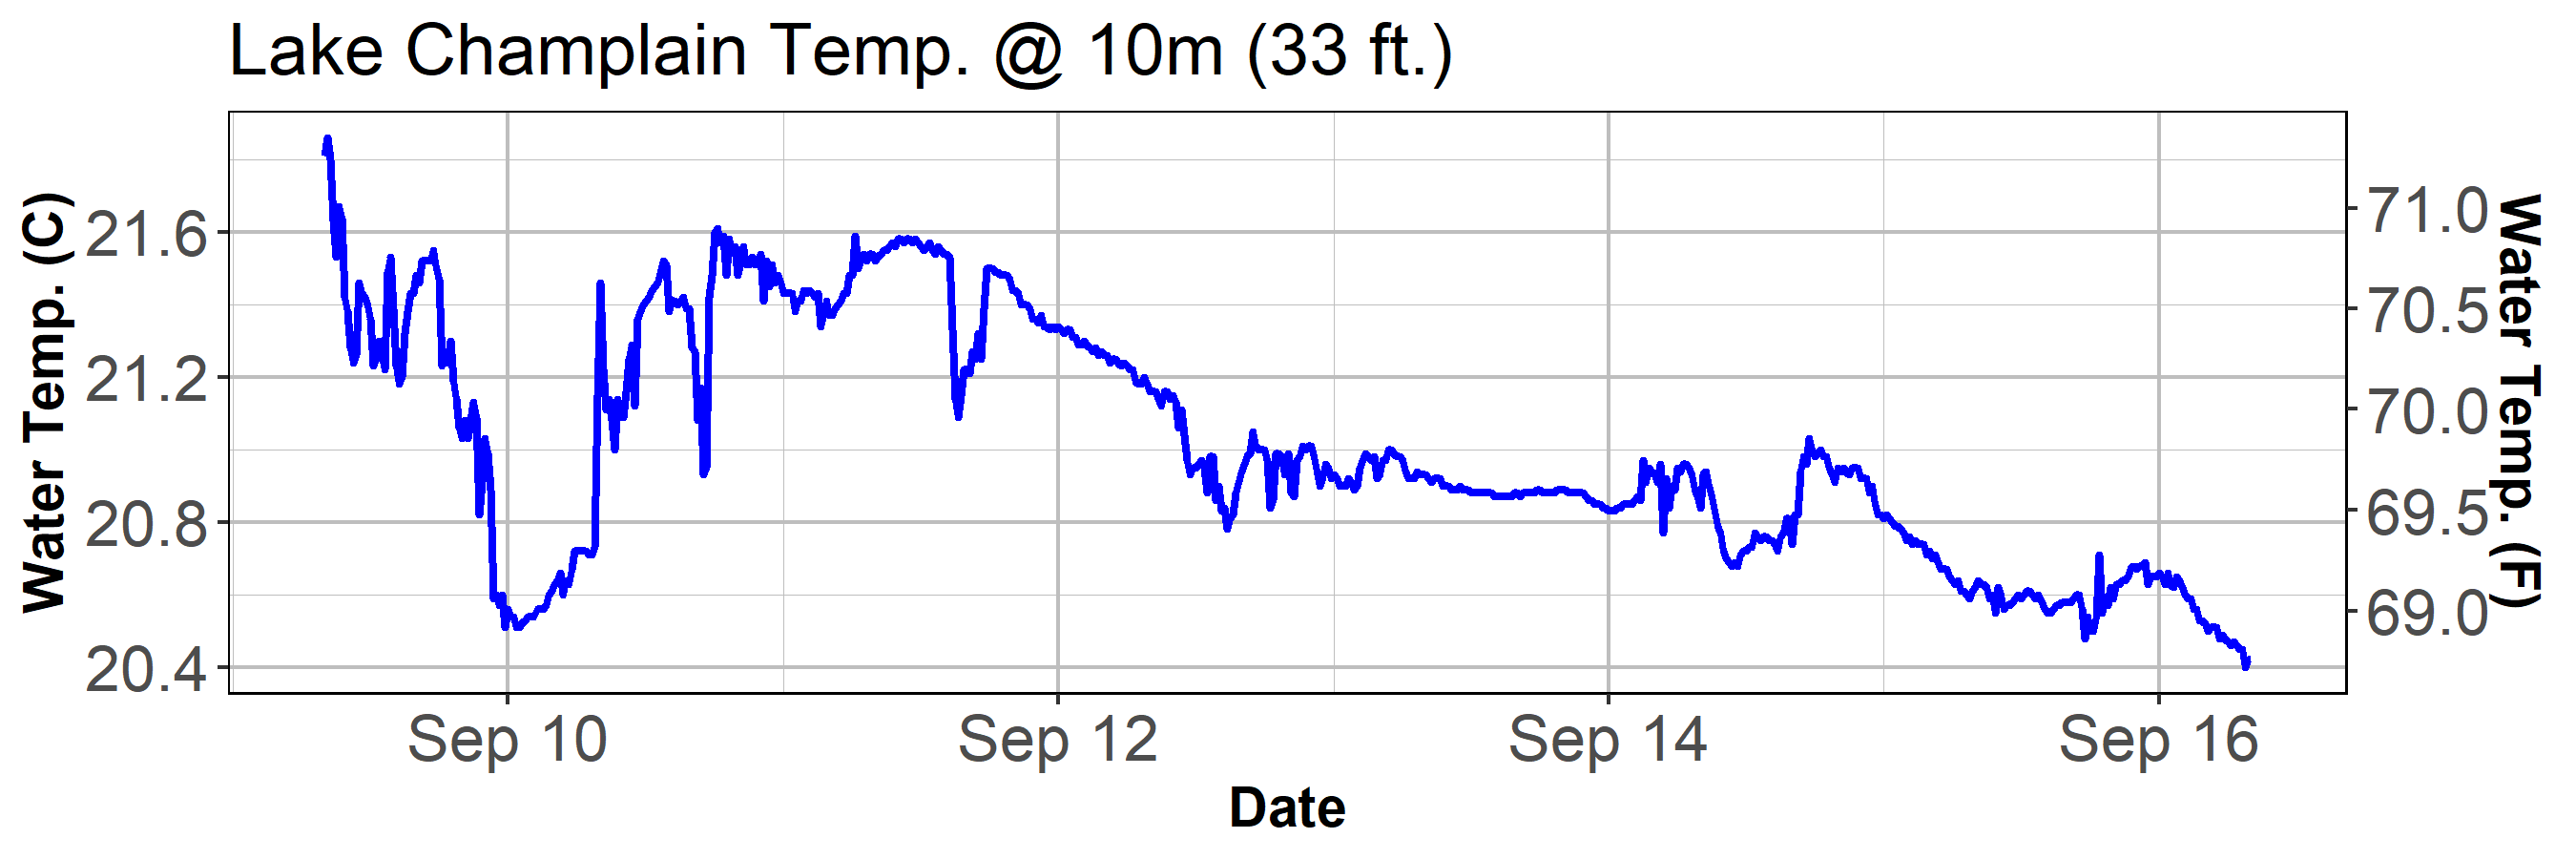 Lake Champlain Temp. @ 10m (33 ft.)
Water Temp. (C)
21.6
21.2
20.8
20.4
71.0
70.5
70.0
69.5
69.0
Water Temp. (F)
Sep 10
Sep 12
Sep 14
Sep 16
Date